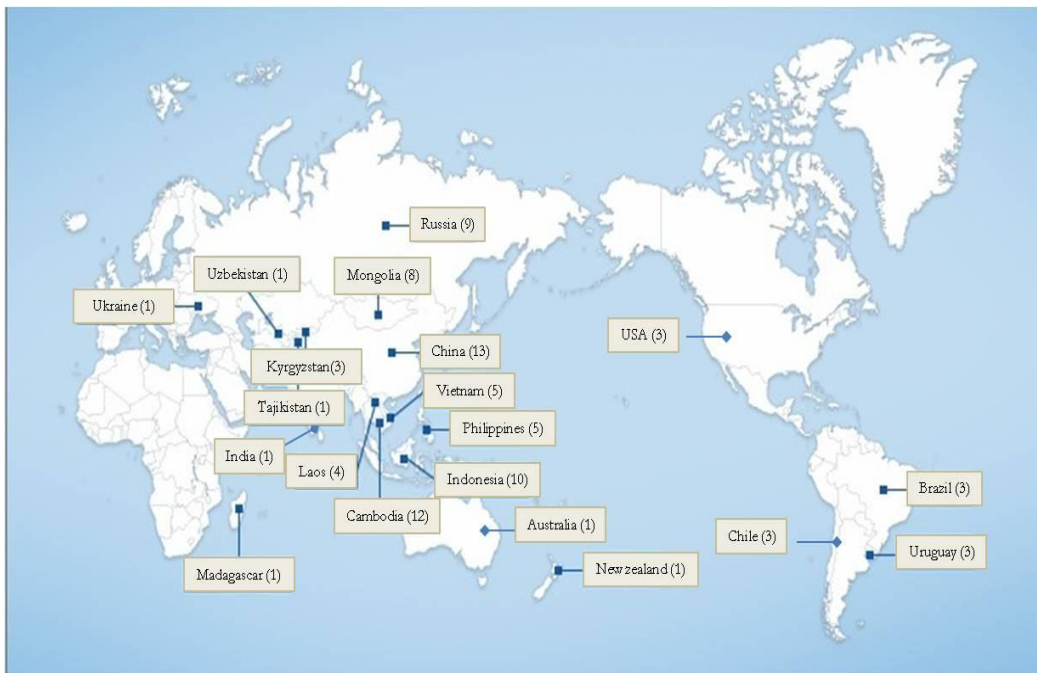 Russia (9)
Uzbekistan (1)
Mongolia (8)
Ukraine (1)
USA (3)
China (13)
Kyrgyzstan(3)
Vietnam (5)
Tajikistan (1)
Philippines (5)
India (1)
Laos (4)
Indonesia (10)
Brazil (3)
Cambodia (12)
Australia (1)
Chile (3)
Uruguay (3)
Madagascar (1)
Newzealand (1)